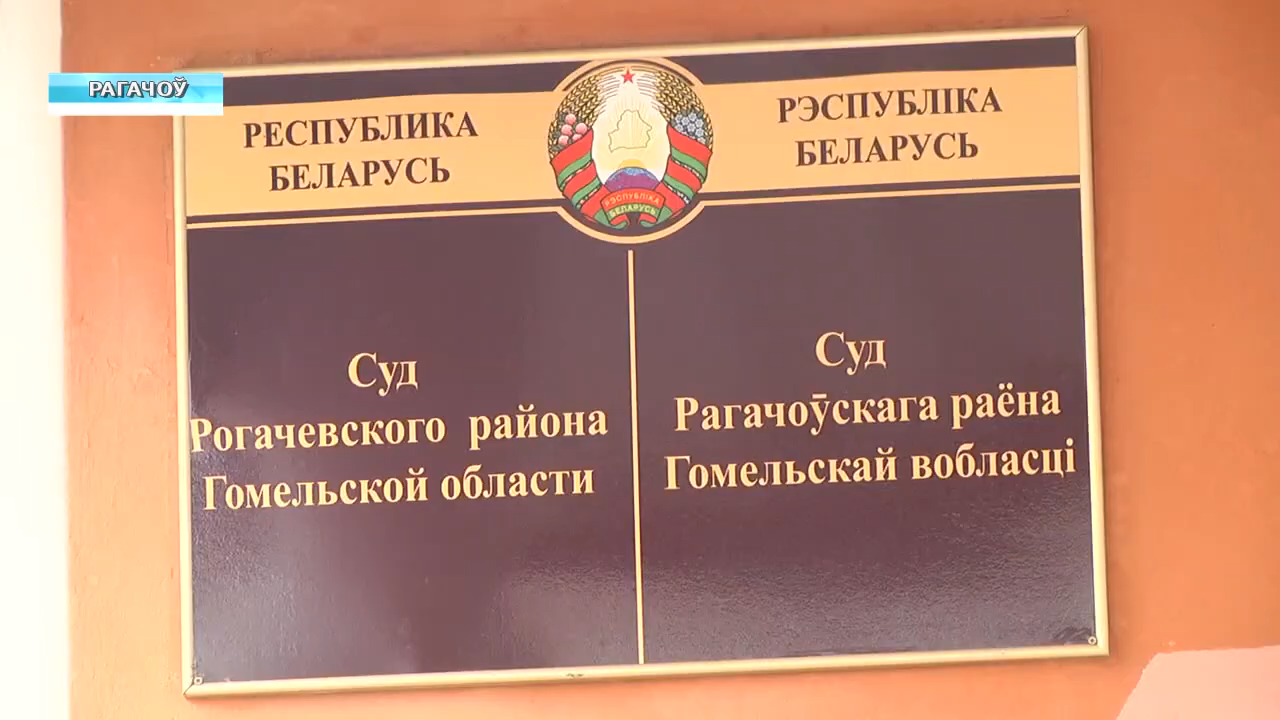 РАГАЧОЎ
РЕСПУБЛИКА
БЕЛАРУСЬ
РЭСПУБЛІКА
БЕЛАРУСЬ
РЭСПУБЛІКА
БЕЛАРУСЬ
Суд
Рогачевского района
Гомельской области
Суд
Рагачоўскага раёна
Гомельскай вобласці